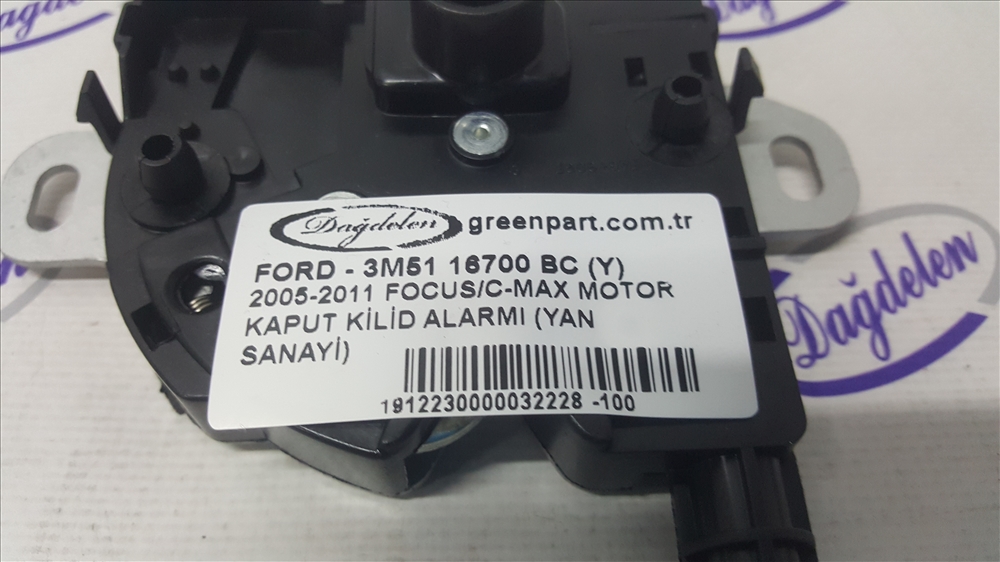 Dağdelen
Dağdelen greenpart.com.tr
FORD - 3M51 16700 BC (Y)
2005-2011 FOCUS/C-MAX MOTOR
KAPUT KİLİD ALARMI (YAN
SANAYİ)
1912230000032228 -100
Dağdelen